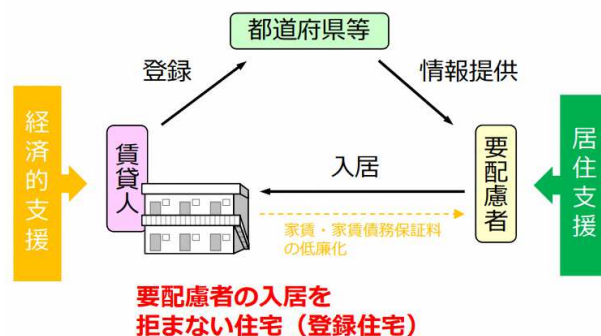 都道府県等
登録
情報提供
経済的支援
賃貸人
入居
要配慮者
居住支援
家賃・家賃債務保証料
の低廉化
要配慮者の入居を
拒まない住宅（登録住宅）